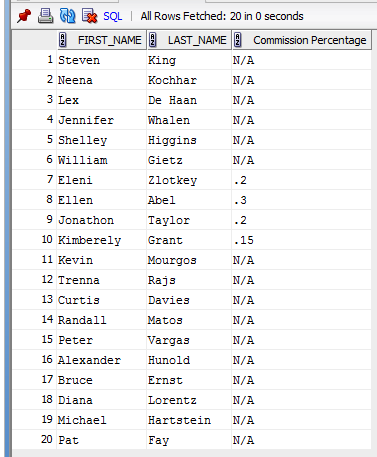 SQL | All Rows Fetched: 20 in 0 seconds
FIRST_NAME LAST_NAME Commission Percentage
1 Steven King N/A
2 Neena Kochhar N/A
3 Lex De Haan N/A
4 Jennifer Whalen N/A
5 Shelley Higgins N/A
6 William Gietz N/A
7 Eleni Zlotkey .2
8 Ellen Abel .3
9 Jonathon Taylor .2
10 Kimberely Grant .15
11 Kevin Mourgos N/A
12 Trenna Rajs N/A
13 Curtis Davies N/A
14 Randall Matos N/A
15 Peter Vargas N/A
16 Alexander Hunold N/A
17 Bruce Ernst N/A
18 Diana Lorentz N/A
19 Michael Hartstein N/A
20 Pat Fay N/A